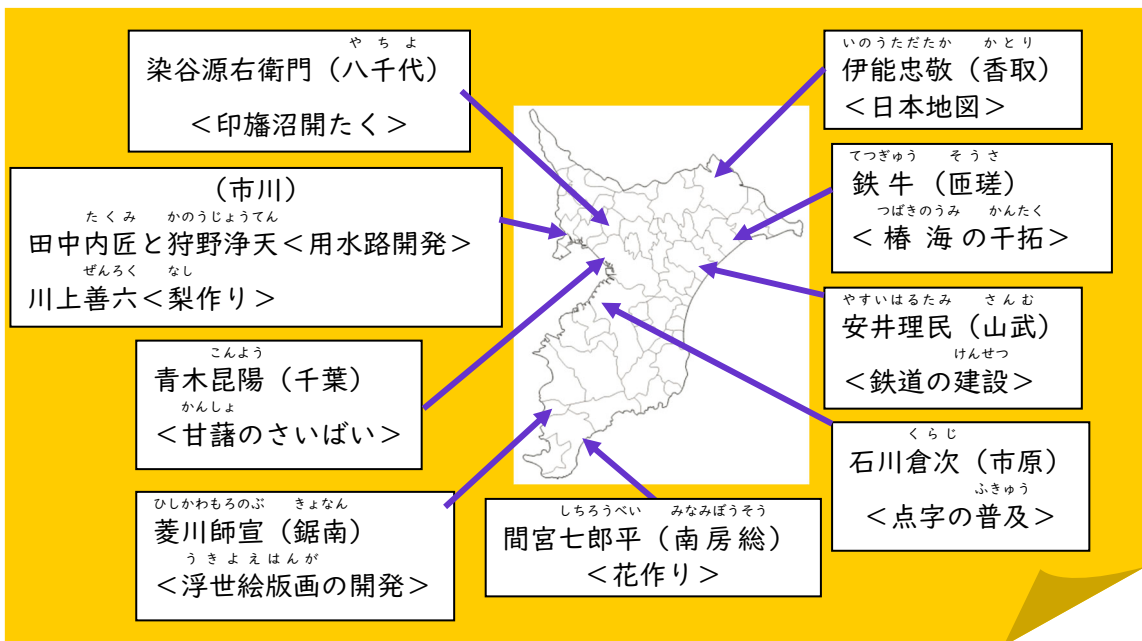 やちよ
染谷源右衛門（八千代）
＜印旛沼開たく＞
（市川）
たくみ　かのうじょうてん
田中内匠と狩野浄天＜用水路開発＞
ぜんろく　なし
川上善六＜梨作り＞
こんよう
青木昆陽（千葉）
かんしょ
＜甘藷のさいばい＞
ひしかわもろのぶ　きょなん
菱川師宣（鋸南）
うきよえはんが
＜浮世絵版画の開発＞
しちろうべい　みなみぼうそう
間宮七郎平（南房総）
＜花作り＞
いのうただたか　かとり
伊能忠敬（香取）
＜日本地図＞
てつぎゅう　そうさ
鉄牛（匝瑳）
つばきのうみ　かんたく
＜椿海の干拓＞
やすいはるたみ　さんむ
安井理民（山武）
けんせつ
＜鉄道の建設＞
くらじ
石川倉次（市原）
ふきゅう
＜点字の普及＞